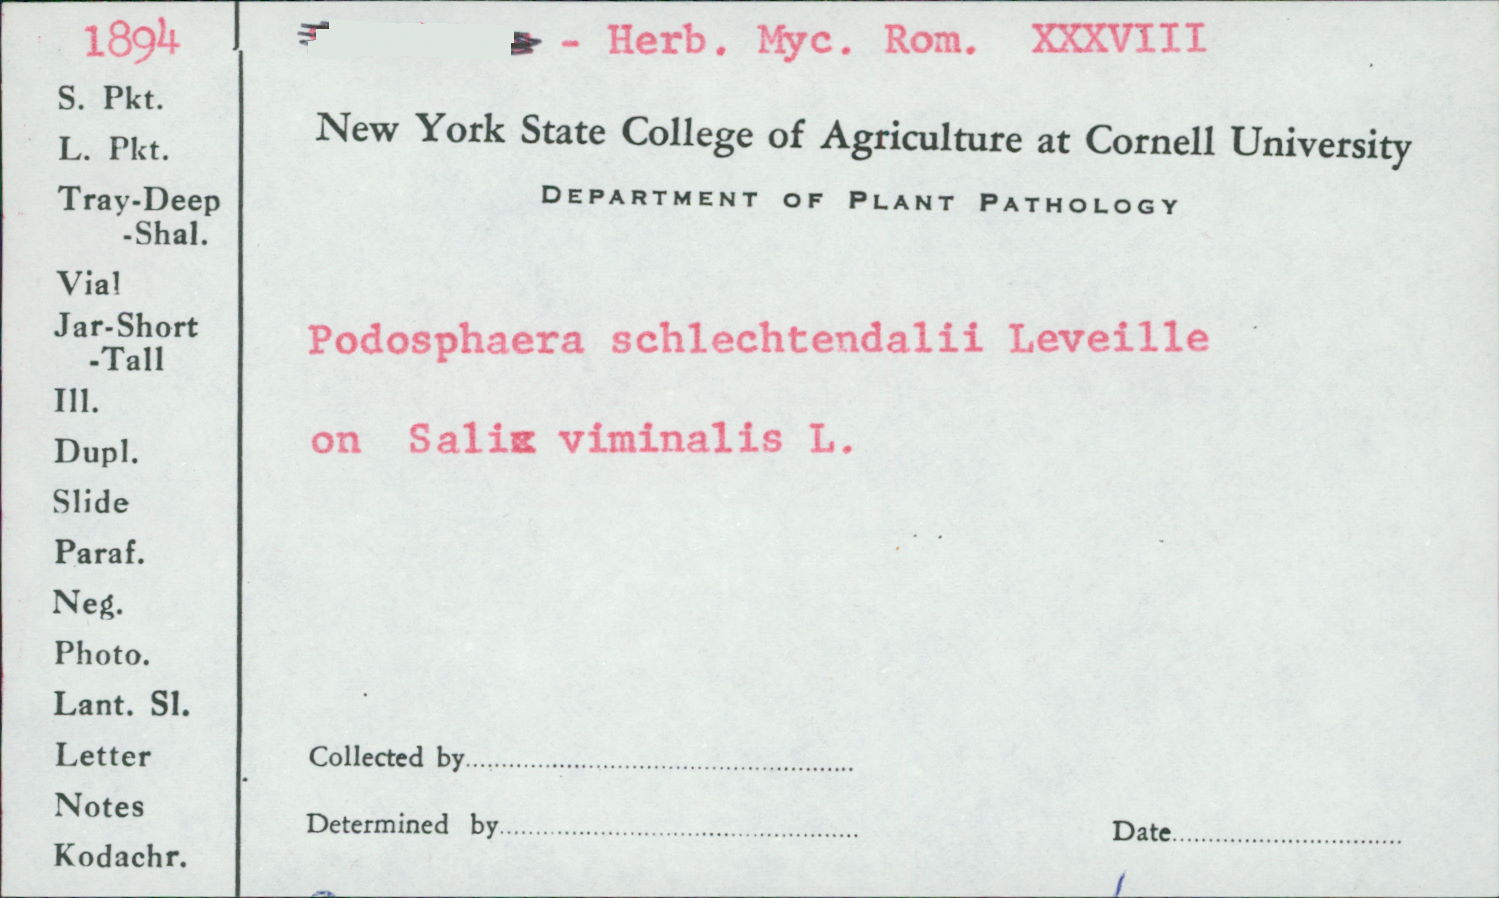 1894
- Herb. Myc. Rom. XXXVIII
S. Pkt.
L. Pkt.
Tray-Deep
-Shal.
Vial
Jar-Short
-Tall
Ill.
Dupl.
Slide
Paraf.
Neg.
Photo.
Lant. Sl.
Letter
Notes
Kodachr.
New York State College of Agriculture at Cornell University
DEPARTMENT OF PLANT PATHOLOGY
Podosphaera schlechtendalii Leveille
on Salix viminalis L.
Collected by
Determined by
Date